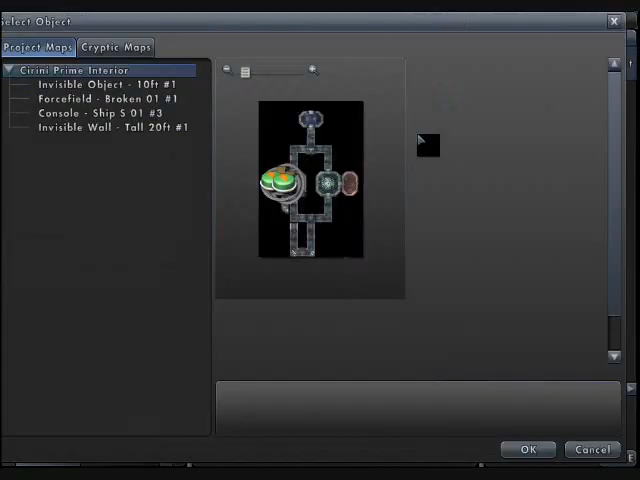 Select Object
Project Maps
Cryptic Maps
Cirini Prime Interior
Invisible Object - 10ft #1
Forcefield - Broken 01 #1
Console - Ship S 01 #3
Invisible Wall - Tall 20ft #1
OK
Cancel